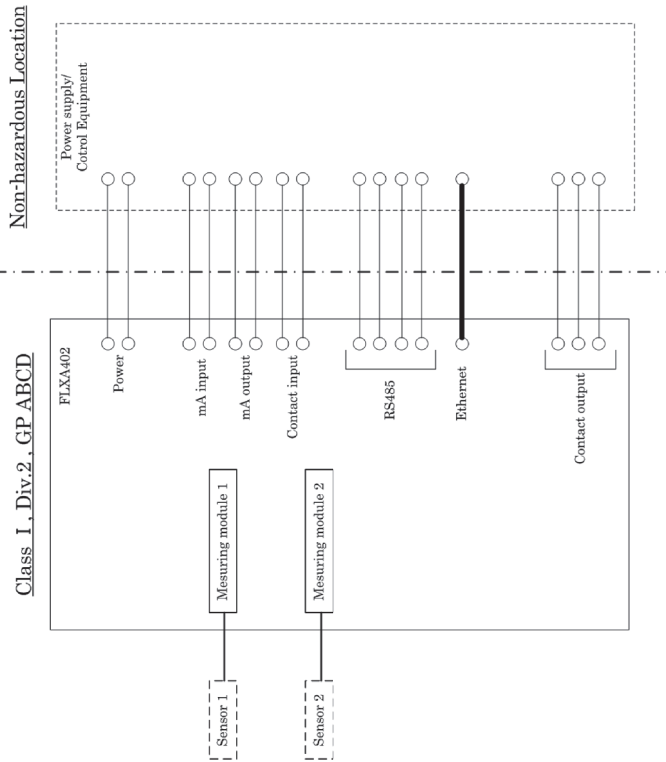 Non-hazardous Location
Power supply/
Cotrol Equipment
Class I , Div.2 , GP ABCD
FLXA402
Power
mA input
mA output
Contact input
RS485
Ethernet
Contact output
Mesuring module 1
Mesuring module 2
Sensor 1
Sensor 2